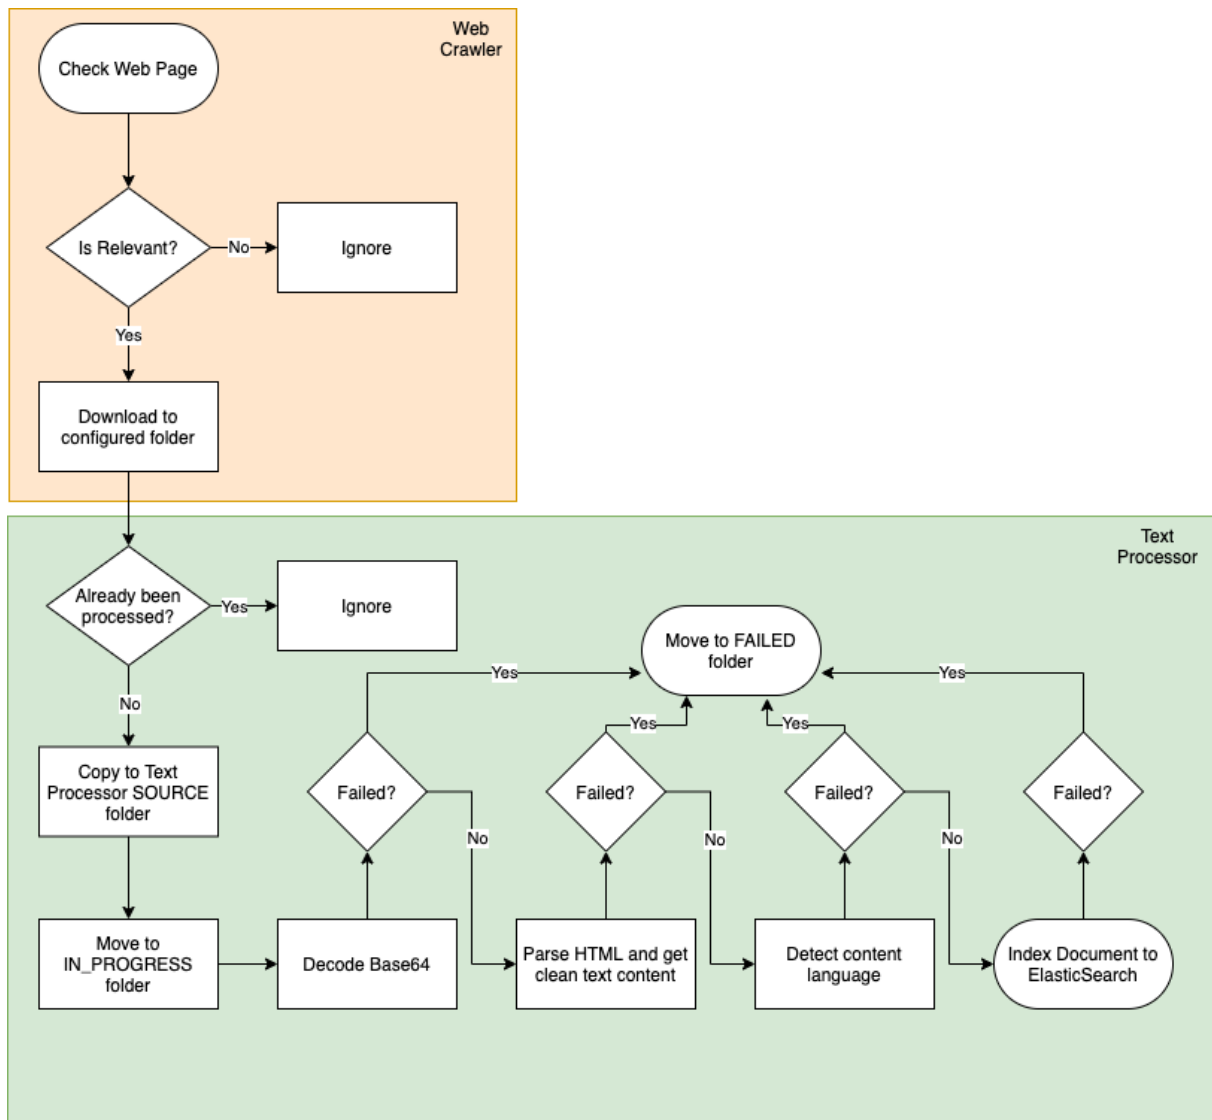 Web
Crawler
Check Web Page
Is Relevant?
No
Ignore
Yes
Download to
configured folder
Text
Processor
Already been
processed?
Yes
Ignore
No
Move to FAILED
folder
Yes
Yes
Yes
Yes
Copy to Text
Processor SOURCE
folder
Failed?
Failed?
Failed?
Failed?
No
No
No
Move to
IN_PROGRESS
folder
Decode Base64
Parse HTML and get
clean text content
Detect content
language
Index Document to
ElasticSearch